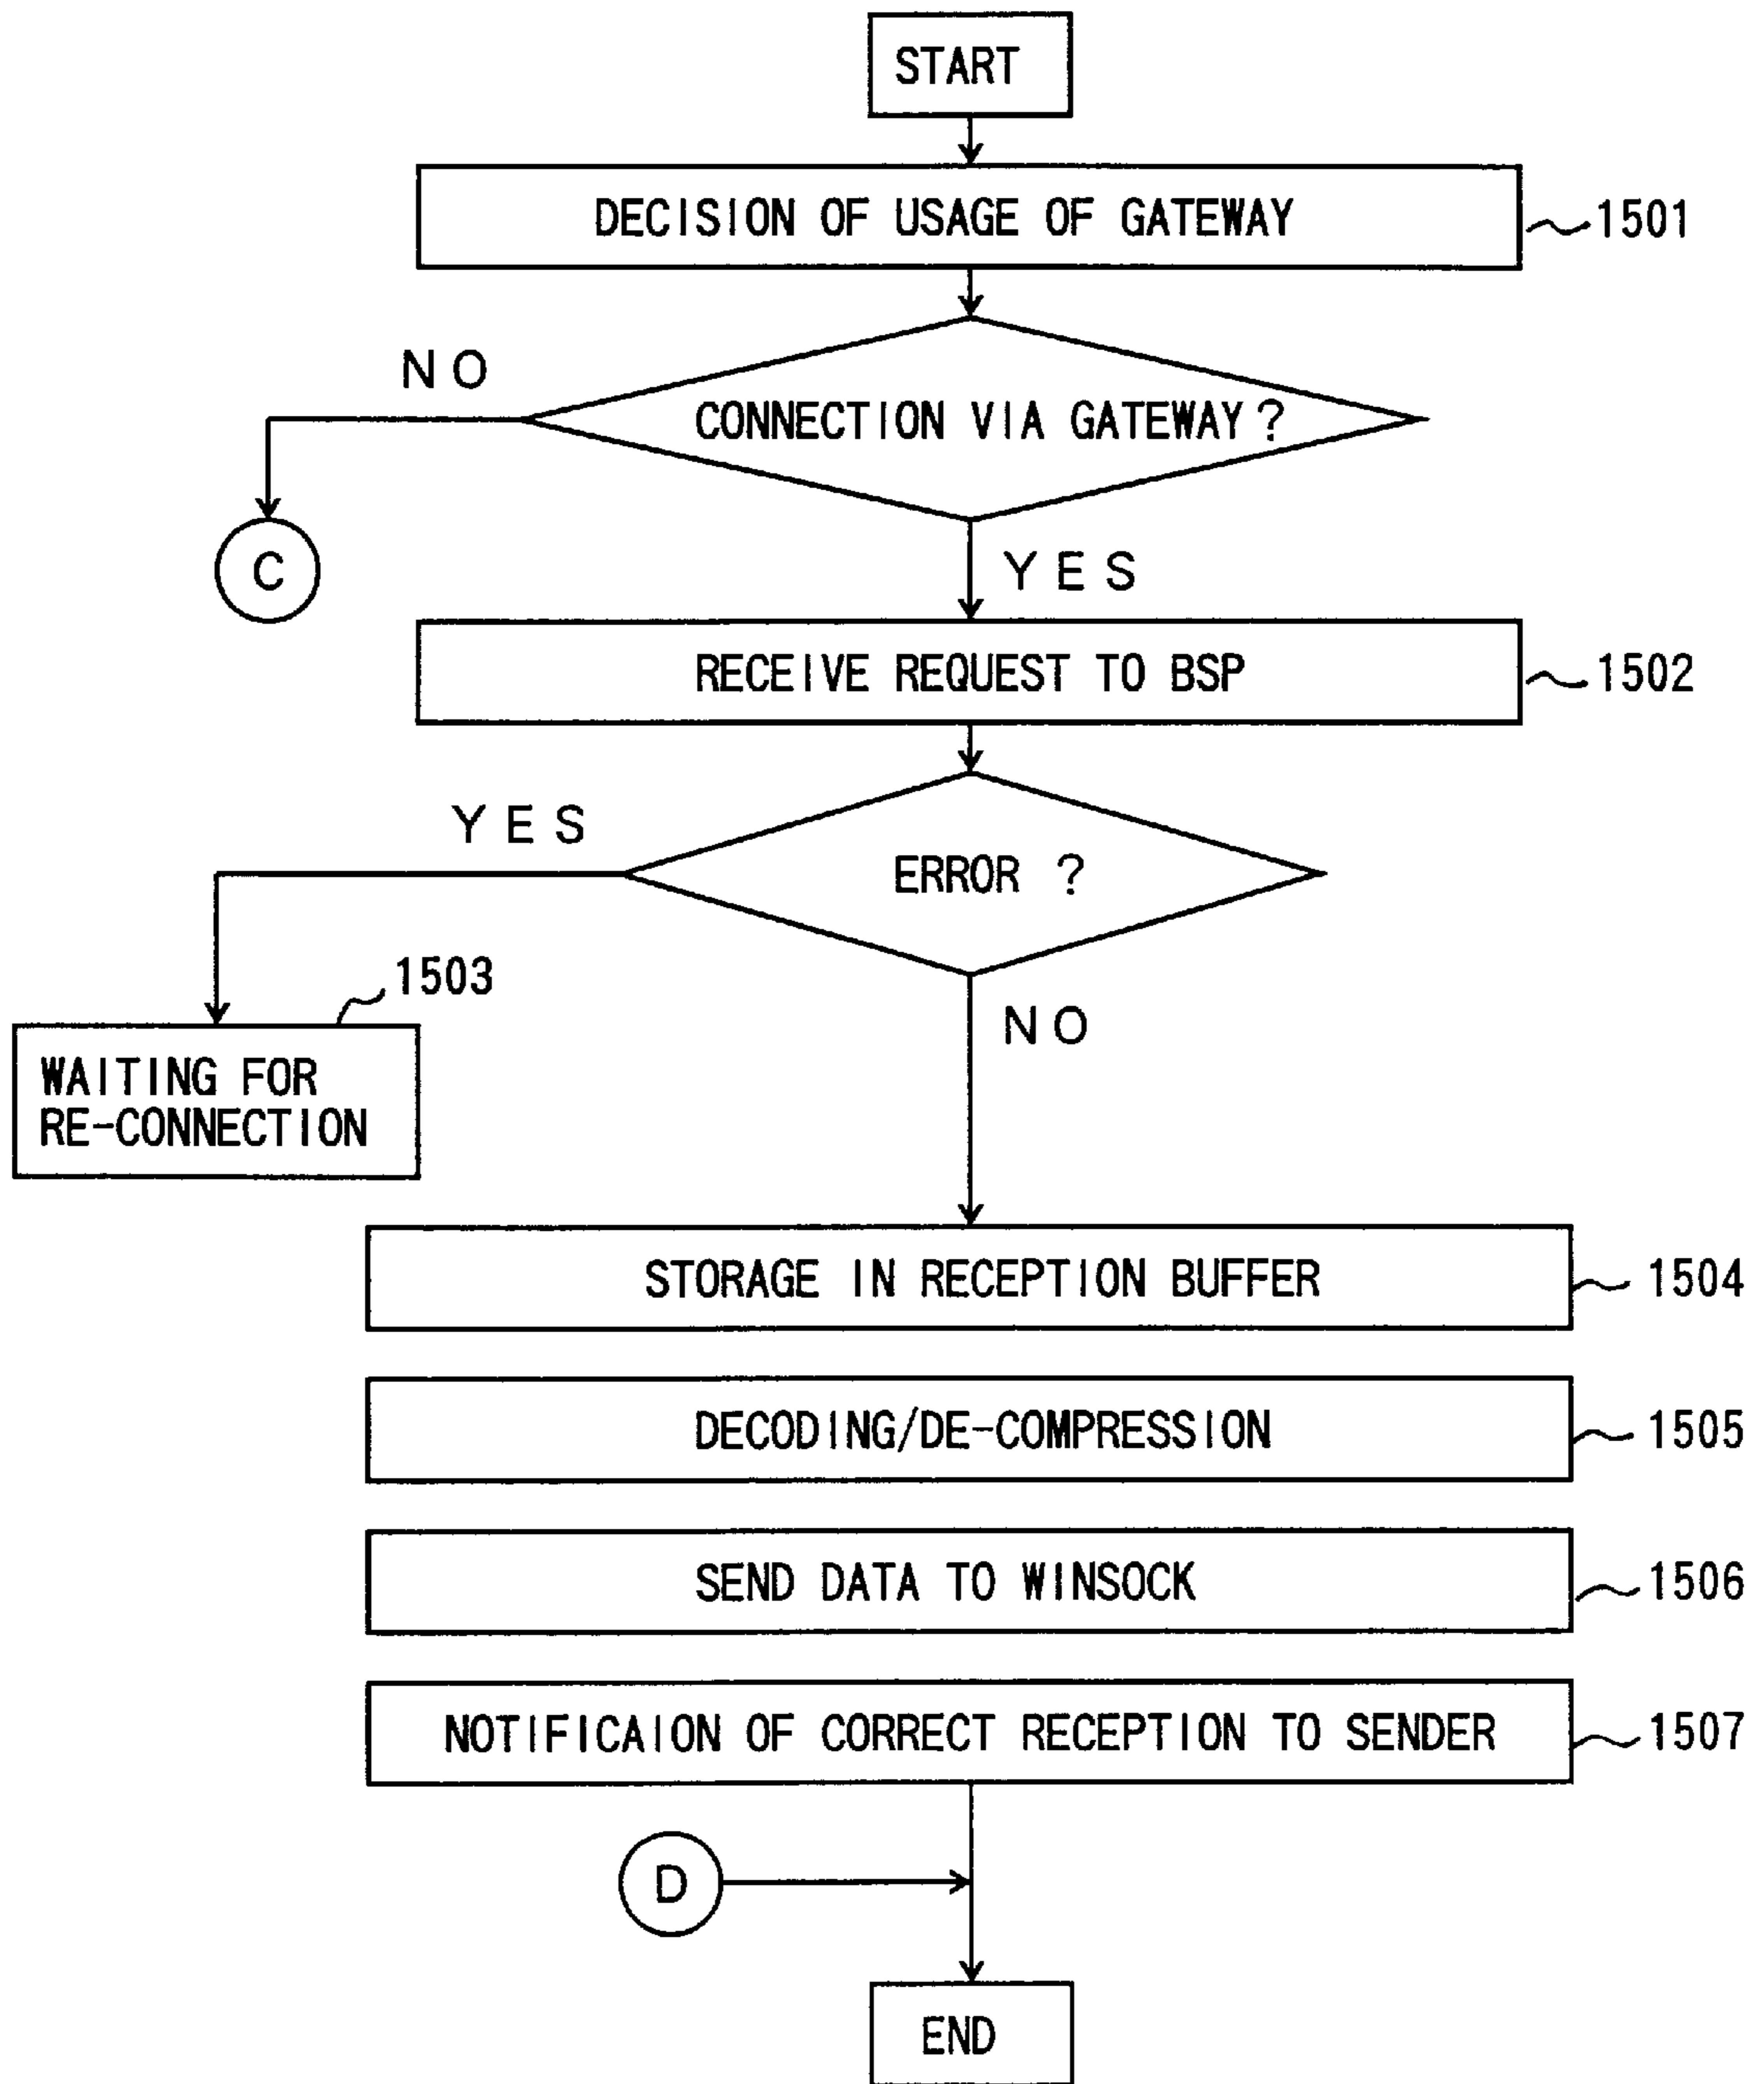 START
DECISION OF USAGE OF GATEWAY
1501
NO
CONNECTION VIA GATEWAY?
C
YES
RECEIVE REQUEST TO BSP
1502
YES
ERROR ?
1503
NO
WAITING FOR
RE-CONNECTION
STORAGE IN RECEPTION BUFFER
1504
DECODING/DE-COMPRESSION
1505
SEND DATA TO WINSOCK
1506
NOTIFICAION OF CORRECT RECEPTION TO SENDER
1507
D
END